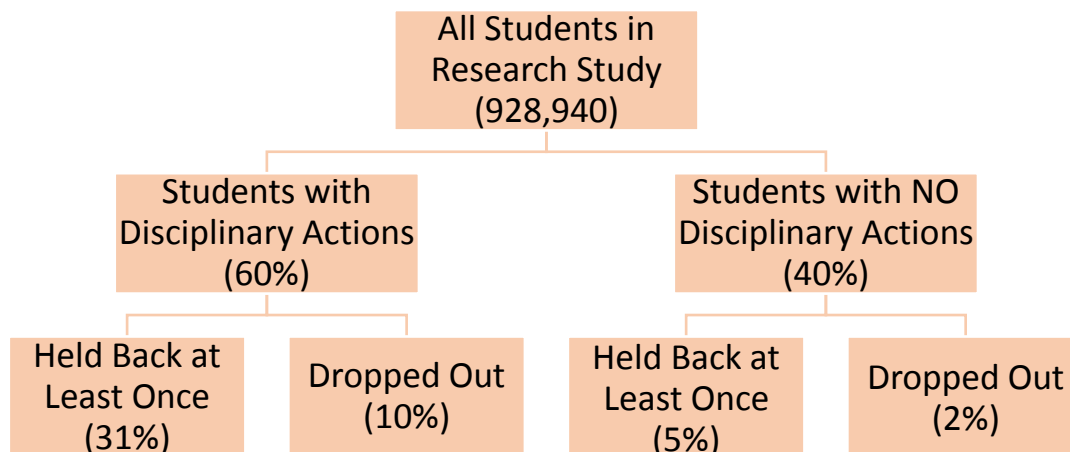 All Students in
Research Study
(928,940)
Students with
Disciplinary Actions
(60%)
Students with NO
Disciplinary Actions
(40%)
Held Back at
Least Once
(31%)
Dropped Out
(10%)
Held Back at
Least Once
(5%)
Dropped Out
(2%)